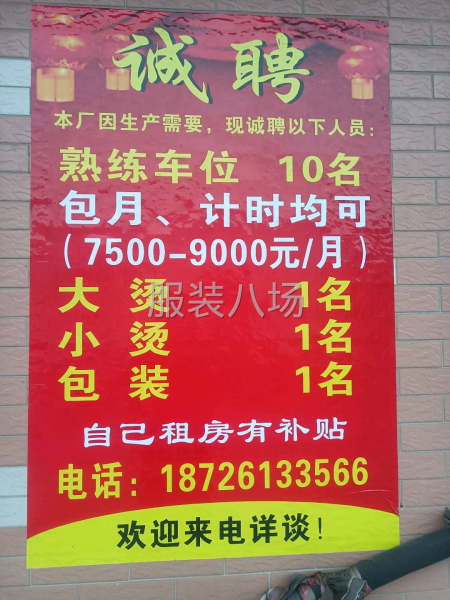 诚聘
本厂因生产需要，现诚聘以下人员：
熟练车位 10名
包月、计时均可
（7500-9000元/月）
大烫 1名
小烫 1名
包装 1名
服装八场
自己租房有补贴
电话：18726133566
欢迎来电详谈！